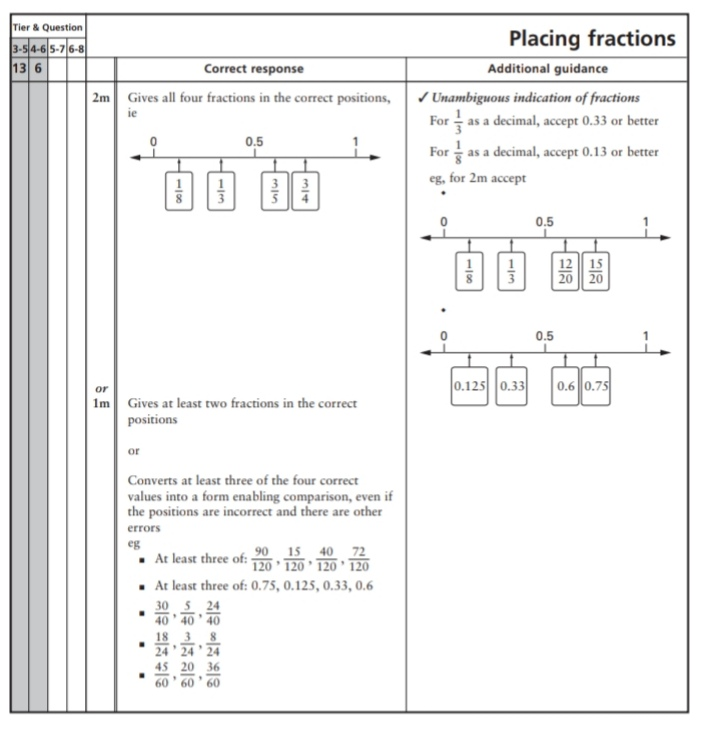 Tier & Question
3-5 4-6 5-7 6-8
Placing fractions
13 6
Correct response
Additional guidance
2m Gives all four fractions in the correct positions,
ie
0 0.5 1
1/8 1/3 3/5 3/4
✓ Unambiguous indication of fractions
For 1/3 as a decimal, accept 0.33 or better
For 1/8 as a decimal, accept 0.13 or better
eg, for 2m accept
•
0 0.5 1
1/8 1/3 12/20 15/20
•
0 0.5 1
0.125 0.33 0.6 0.75
or
1m Gives at least two fractions in the correct
positions
or
Converts at least three of the four correct
values into a form enabling comparison, even if
the positions are incorrect and there are other
errors
eg
▪ At least three of: 90/120, 15/120, 40/120, 72/120
▪ At least three of: 0.75, 0.125, 0.33, 0.6
▪ 30/40, 5/40, 24/40
▪ 18/24, 3/24, 8/24
▪ 45/60, 20/60, 36/60